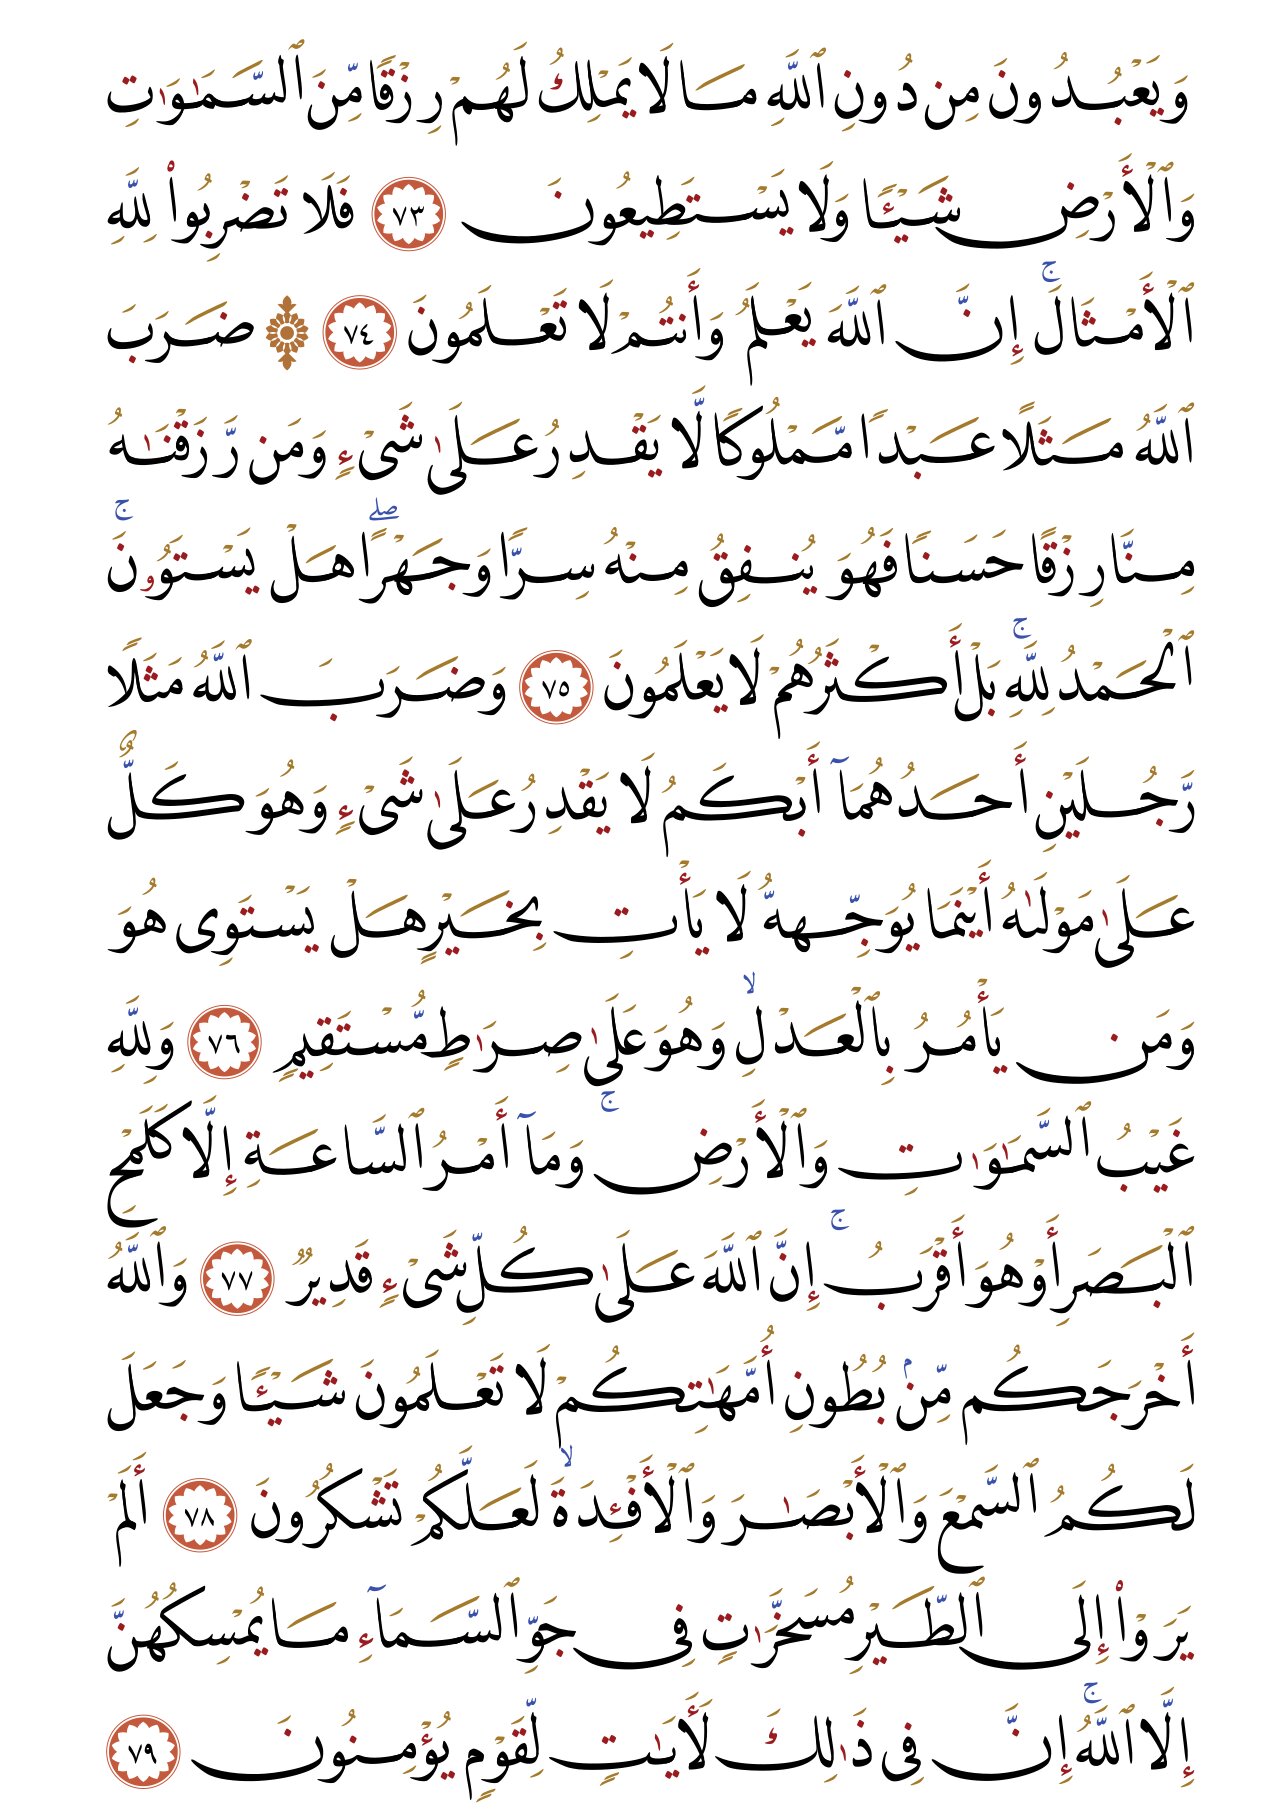 وَيَعْبُدُونَ مِن دُونِ ٱللَّهِ مَا لَا يَمْلِكُ لَهُمْ رِزْقًا مِّنَ ٱلسَّمَٰوَٰتِ
وَٱلْأَرْضِ شَيْـًٔا وَلَا يَسْتَطِيعُونَ ٧٣ فَلَا تَضْرِبُوا۟ لِلَّهِ
ٱلْأَمْثَالَ ۚ إِنَّ ٱللَّهَ يَعْلَمُ وَأَنتُمْ لَا تَعْلَمُونَ ٧٤ ۞ ضَرَبَ
ٱللَّهُ مَثَلًا عَبْدًا مَّمْلُوكًا لَّا يَقْدِرُ عَلَىٰ شَىْءٍ وَمَن رَّزَقْنَٰهُ
مِنَّا رِزْقًا حَسَنًا فَهُوَ يُنفِقُ مِنْهُ سِرًّا وَجَهْرًا ۖ هَلْ يَسْتَوُۥنَ ۚ
ٱلْحَمْدُ لِلَّهِ ۚ بَلْ أَكْثَرُهُمْ لَا يَعْلَمُونَ ٧٥ وَضَرَبَ ٱللَّهُ مَثَلًا
رَّجُلَيْنِ أَحَدُهُمَآ أَبْكَمُ لَا يَقْدِرُ عَلَىٰ شَىْءٍ وَهُوَ كَلٌّ
عَلَىٰ مَوْلَىٰهُ أَيْنَمَا يُوَجِّههُّ لَا يَأْتِ بِخَيْرٍ هَلْ يَسْتَوِى هُوَ
وَمَن يَأْمُرُ بِٱلْعَدْلِ ۙ وَهُوَ عَلَىٰ صِرَٰطٍ مُّسْتَقِيمٍ ٧٦ وَلِلَّهِ
غَيْبُ ٱلسَّمَٰوَٰتِ وَٱلْأَرْضِ ۚ وَمَآ أَمْرُ ٱلسَّاعَةِ إِلَّا كَلَمْحِ
ٱلْبَصَرِ أَوْ هُوَ أَقْرَبُ ۚ إِنَّ ٱللَّهَ عَلَىٰ كُلِّ شَىْءٍ قَدِيرٌ ٧٧ وَٱللَّهُ
أَخْرَجَكُم مِّنۢ بُطُونِ أُمَّهَٰتِكُمْ لَا تَعْلَمُونَ شَيْـًٔا وَجَعَلَ
لَكُمُ ٱلسَّمْعَ وَٱلْأَبْصَٰرَ وَٱلْأَفْـِٔدَةَ ۙ لَعَلَّكُمْ تَشْكُرُونَ ٧٨ أَلَمْ
يَرَوْا۟ إِلَى ٱلطَّيْرِ مُسَخَّرَٰتٍ فِى جَوِّ ٱلسَّمَآءِ مَا يُمْسِكُهُنَّ
إِلَّا ٱللَّهُ ۚ إِنَّ فِى ذَٰلِكَ لَأَيَٰتٍ لِّقَوْمٍ يُؤْمِنُونَ ٧٩